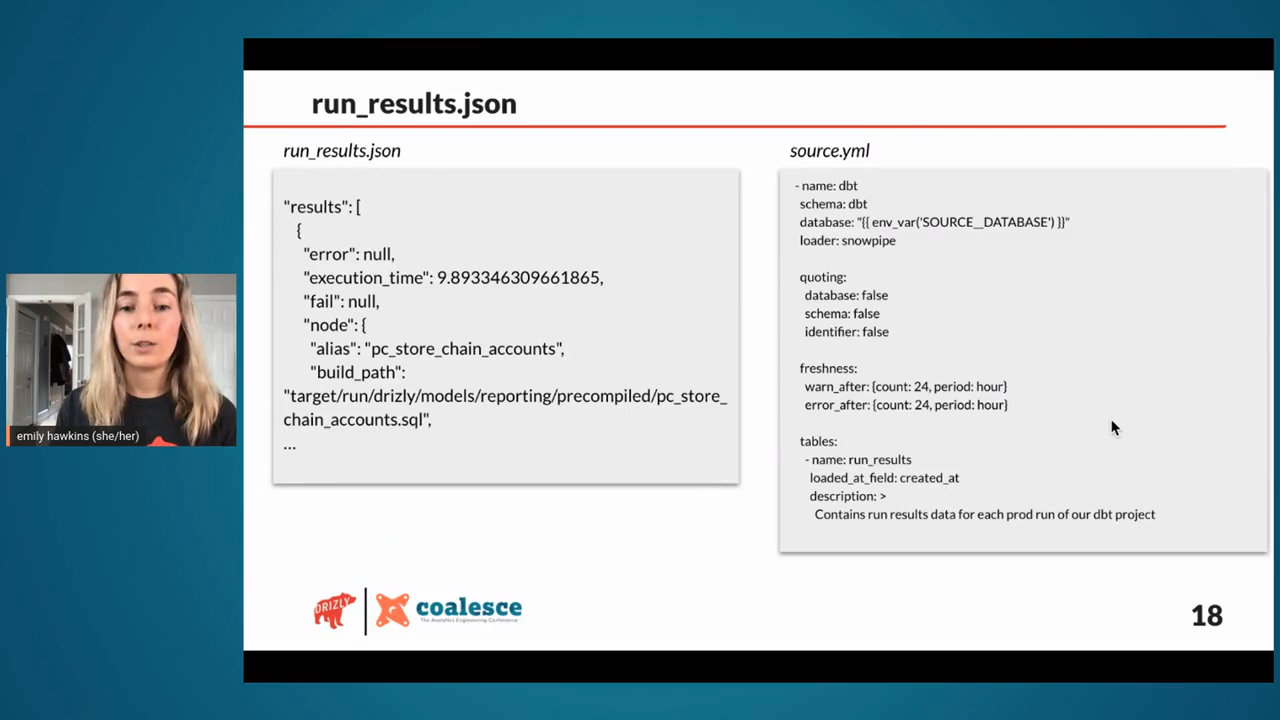 run_results.json
run_results.json
"results": [
{
"error": null,
"execution_time": 9.893346309661865,
"fail": null,
"node": {
"alias": "pc_store_chain_accounts",
"build_path":
"target/run/drizly/models/reporting/precompiled/pc_store_
chain_accounts.sql",
...
source.yml
- name: dbt
schema: dbt
database: "{{ env_var('SOURCE__DATABASE') }}"
loader: snowpipe
quoting:
database: false
schema: false
identifier: false
freshness:
warn_after: {count: 24, period: hour}
error_after: {count: 24, period: hour}
tables:
- name: run_results
loaded_at_field: created_at
description: >
Contains run results data for each prod run of our dbt project
emily hawkins (she/her)
DRIZLY
coalesce
The Analytics Engineering Conference
18